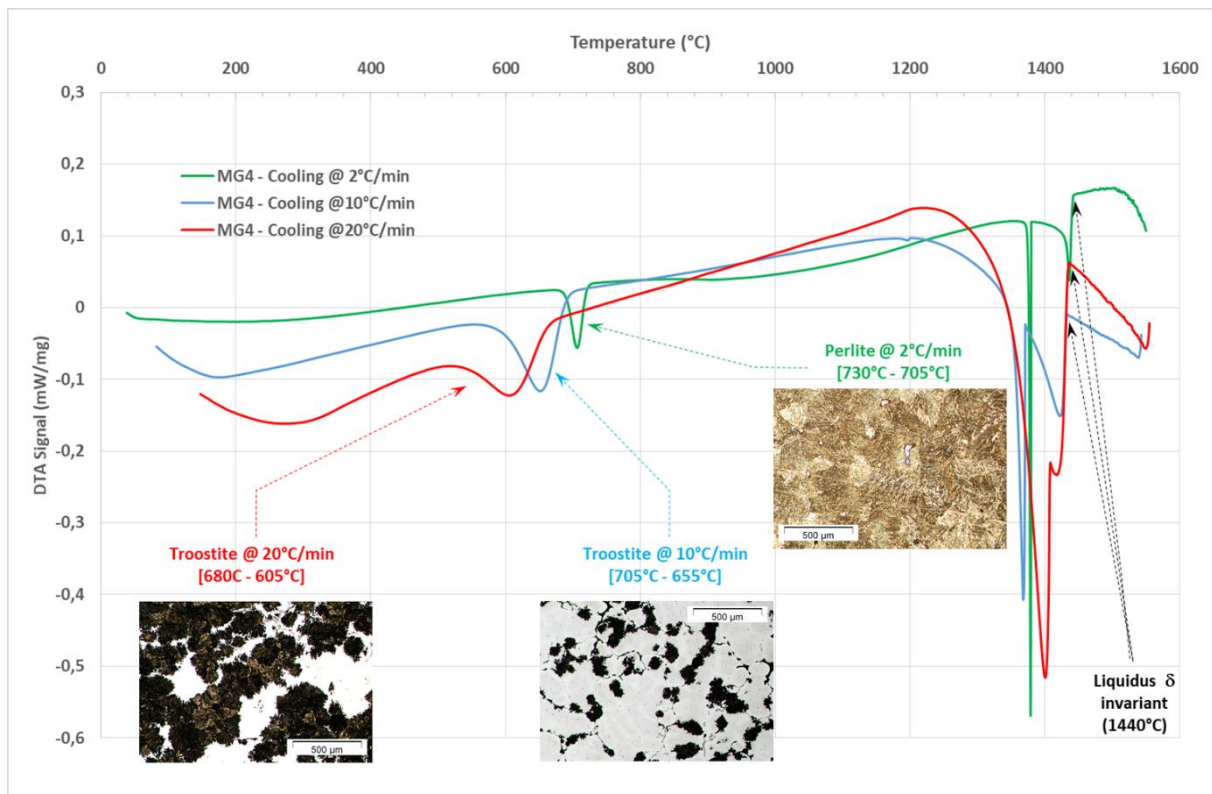 Temperature (°C)
0 200 400 600 800 1000 1200 1400 1600
0,3
0,2
0,1
0
-0,1
-0,2
-0,3
-0,4
-0,5
-0,6
DTA Signal (mW/mg)
MG4 - Cooling @ 2°C/min
MG4 - Cooling @10°C/min
MG4 - Cooling @20°C/min
Perlite @ 2°C/min
[730°C - 705°C]
500 µm
Troostite @ 20°C/min
[680C - 605°C]
500 µm
Troostite @ 10°C/min
[705°C - 655°C]
500 µm
Liquidus δ
invariant
(1440°C)